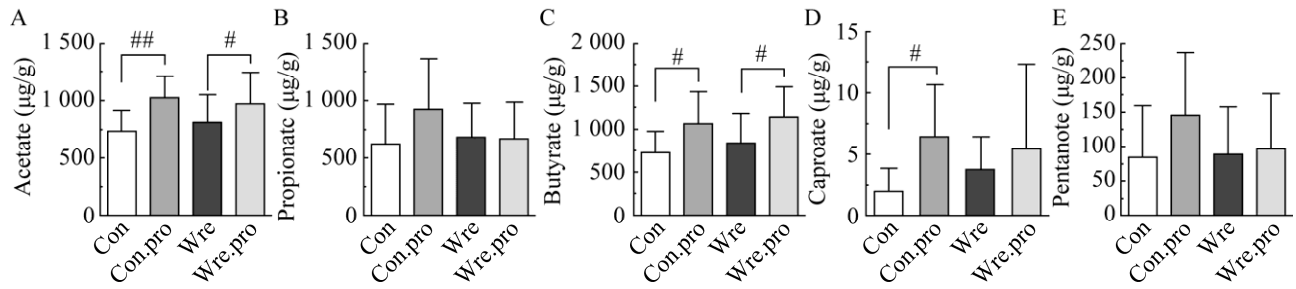 A
Acetate (μg/g)
1 500
1 000
500
0
##
#
Con
Con.pro
Wre
Wre.pro
B
Propionatc (μg/g)
1 500
1 000
500
0
Con
Con.pro
Wre
Wre.pro
C
Butyrate (μg/g)
2 000
1 500
1 000
500
0
#
#
Con
Con.pro
Wre
Wre.pro
D
Caproate (μg/g)
15
10
5
0
#
Con
Con.pro
Wre
Wre.pro
E
Pentanote (μg/g)
250
200
150
100
50
0
Con
Con.pro
Wre
Wre.pro